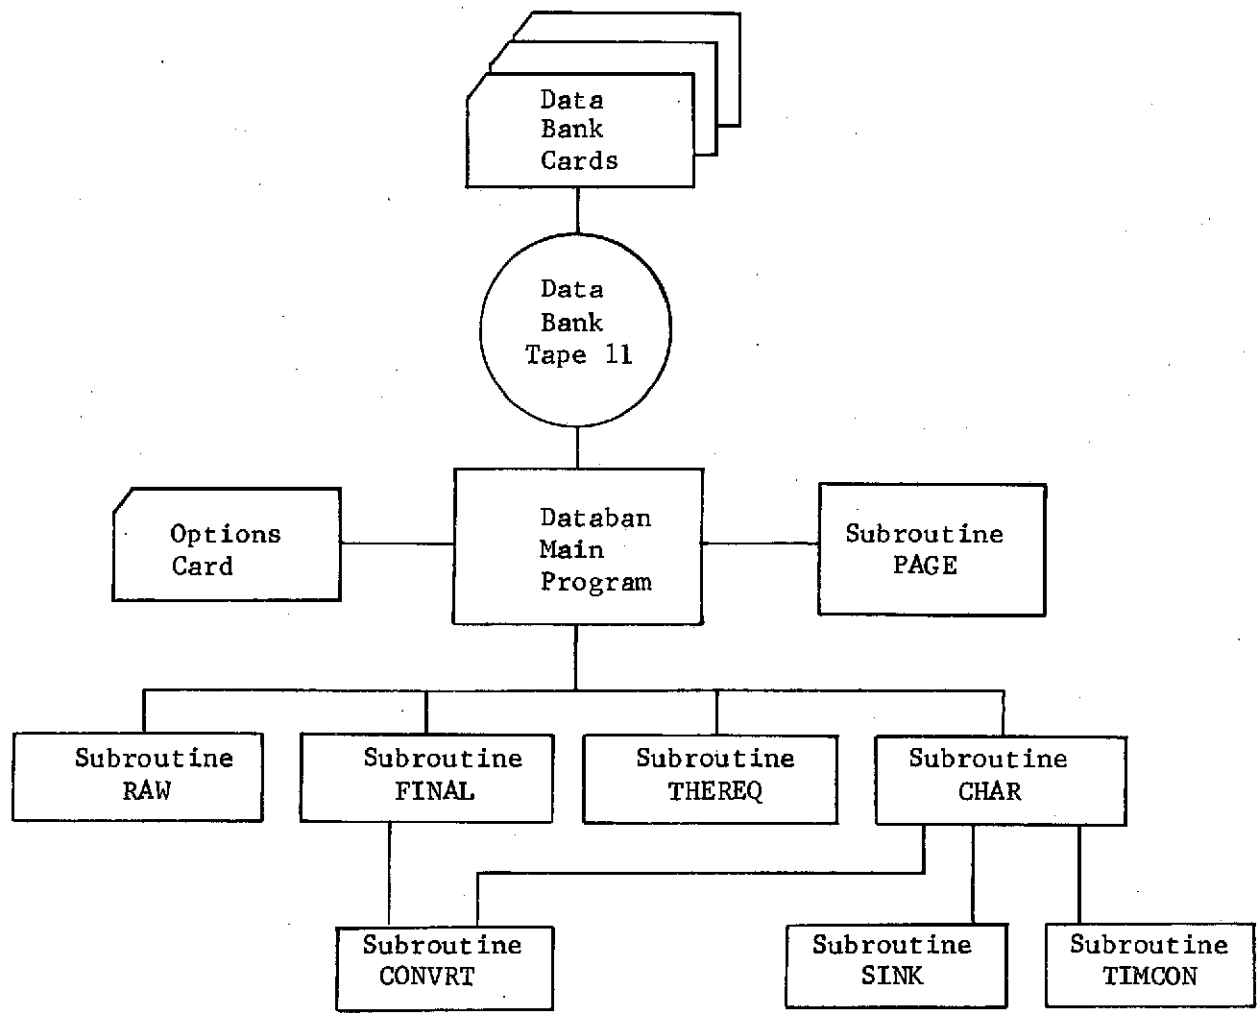 Data
Bank
Cards
Data
Bank
Tape 11
Options
Card
Databan
Main
Program
Subroutine
PAGE
Subroutine
RAW
Subroutine
FINAL
Subroutine
THEREQ
Subroutine
CHAR
Subroutine
CONVRT
Subroutine
SINK
Subroutine
TIMCON